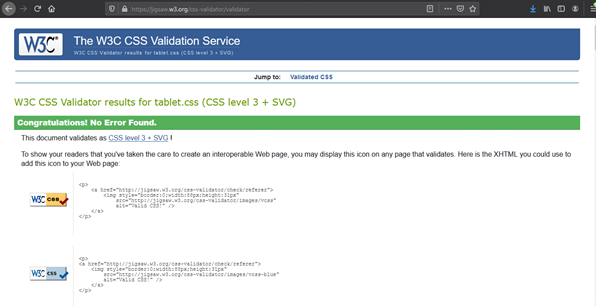 https://jigsaw.w3.org/css-validator/validator
W3C® The W3C CSS Validation Service
W3C CSS Validator results for tablet.css (CSS level 3 + SVG)
Jump to: Validated CSS
W3C CSS Validator results for tablet.css (CSS level 3 + SVG)
Congratulations! No Error Found.
This document validates as CSS level 3 + SVG !
To show your readers that you've taken the care to create an interoperable Web page, you may display this icon on any page that validates. Here is the XHTML you could use to
add this icon to your Web page:
<p>
<a href="http://jigsaw.w3.org/css-validator/check/referer">
<img style="border:0;width:88px;height:31px"
W3C CSS
src="http://jigsaw.w3.org/css-validator/images/vcss"
alt="Valid CSS!" />
</a>
</p>
<p>
<a href="http://jigsaw.w3.org/css-validator/check/referer">
<img style="border:0;width:88px;height:31px"
W3C CSS
src="http://jigsaw.w3.org/css-validator/images/vcss-blue"
alt="Valid CSS!" />
</a>
</p>